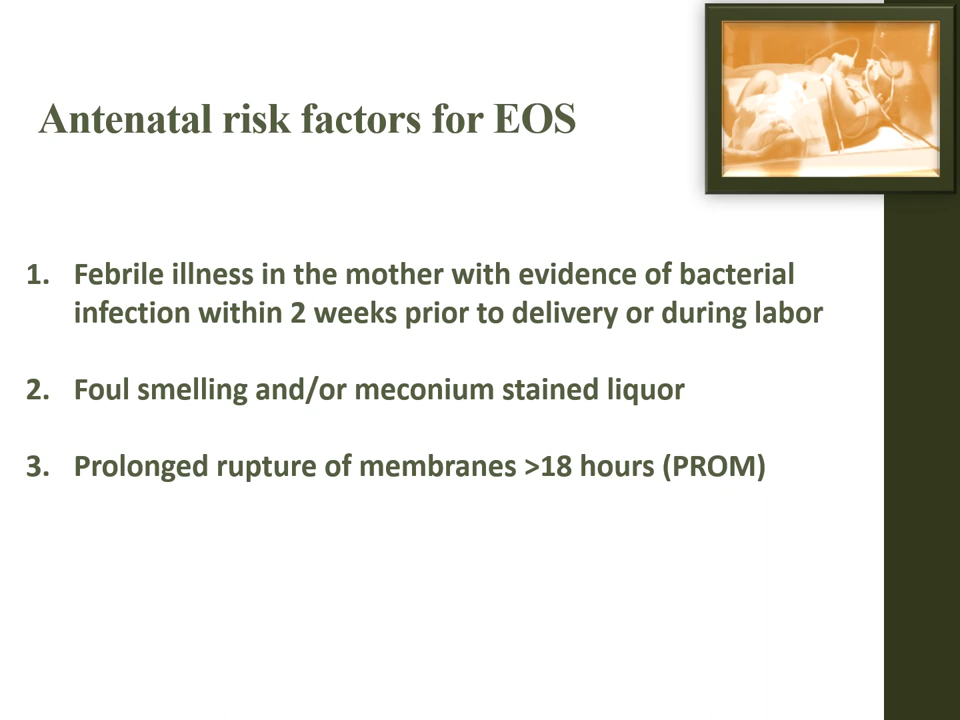 Antenatal risk factors for EOS
1. Febrile illness in the mother with evidence of bacterial
infection within 2 weeks prior to delivery or during labor
2. Foul smelling and/or meconium stained liquor
3. Prolonged rupture of membranes >18 hours (PROM)